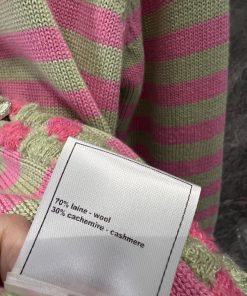 70% laine - wool
30% cachemire - cashmere